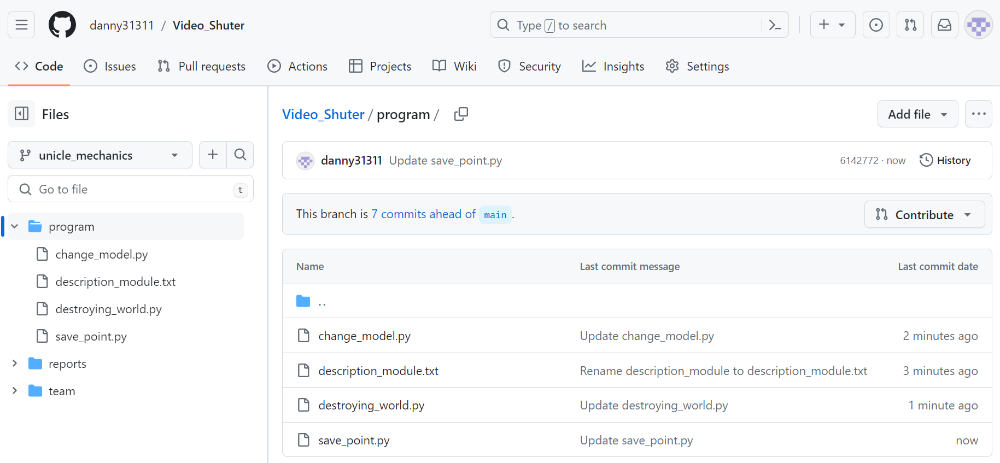 danny31311 / Video_Shuter
Type / to search
Code
Issues
Pull requests
Actions
Projects
Wiki
Security
Insights
Settings
Files
unicle_mechanics
Go to file
t
program
change_model.py
description_module.txt
destroying_world.py
save_point.py
reports
team
Video_Shuter / program /
Add file
danny31311 Update save_point.py
6142772 · now
History
This branch is 7 commits ahead of main .
Contribute
Name Last commit message Last commit date
..
change_model.py Update change_model.py 2 minutes ago
description_module.txt Rename description_module to description_module.txt 3 minutes ago
destroying_world.py Update destroying_world.py 1 minute ago
save_point.py Update save_point.py now